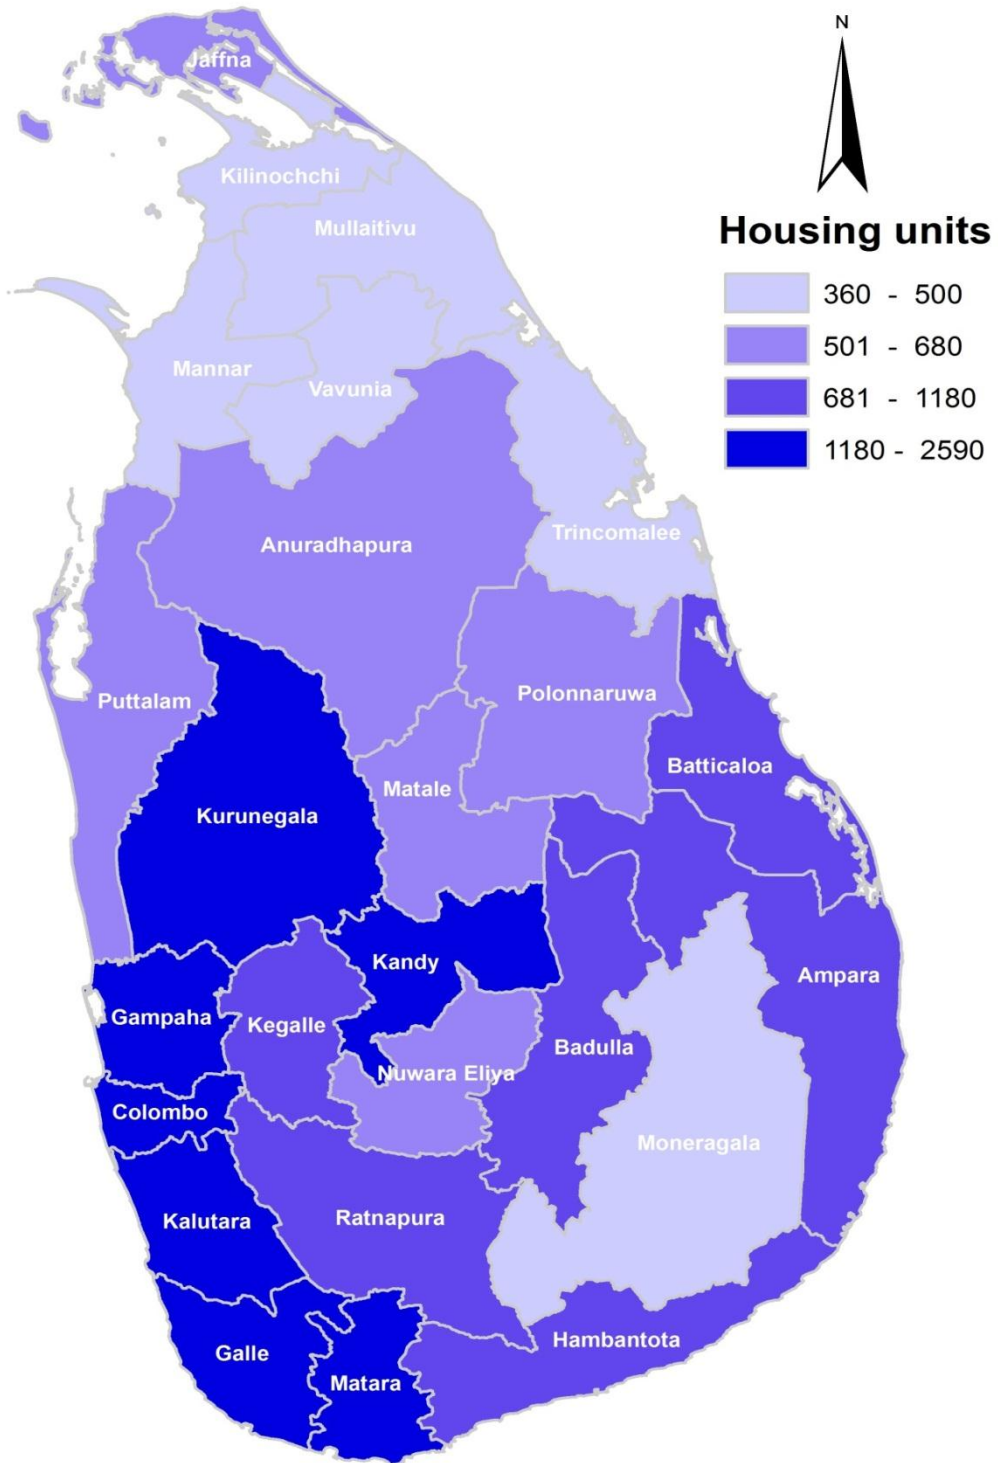 N
Jaffna
Kilinochchi
Mullaitivu
Housing units
360 - 500
501 - 680
681 - 1180
1180 - 2590
Mannar
Vavunia
Trincomalee
Anuradhapura
Puttalam
Polonnaruwa
Batticaloa
Matale
Kurunegala
Kandy
Ampara
Gampaha
Kegalle
Badulla
Nuwara Eliya
Colombo
Moneragala
Kalutara
Ratnapura
Hambantota
Galle
Matara